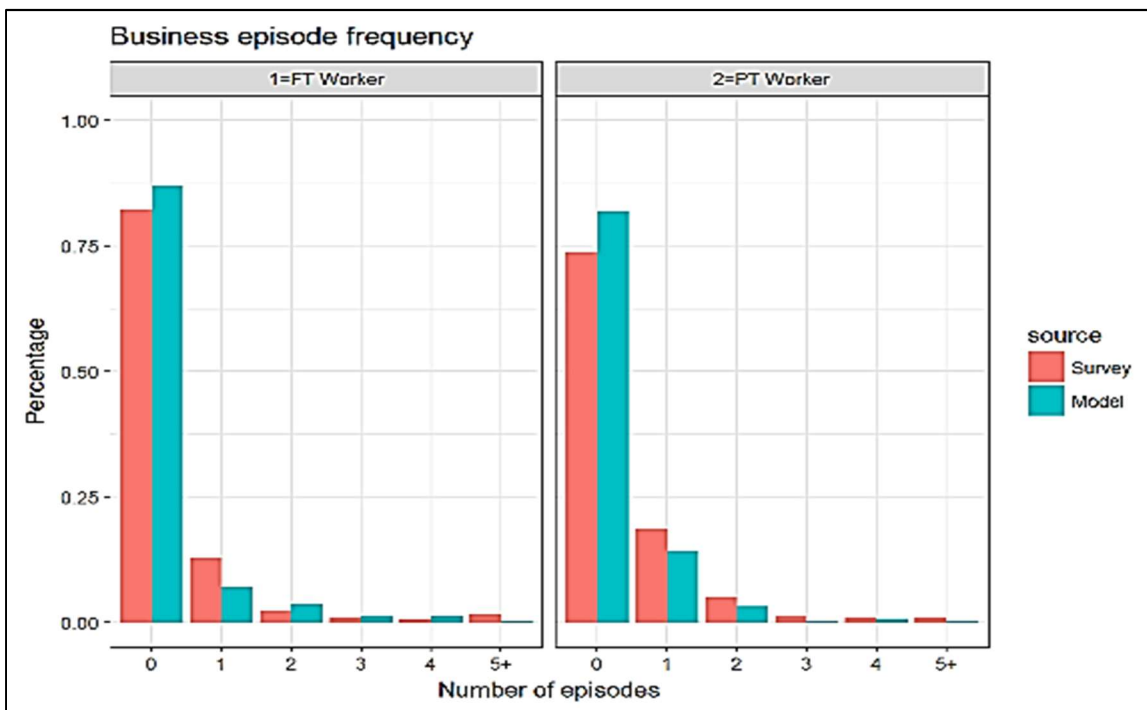 Business episode frequency
1=FT Worker
2=PT Worker
1.00
0.75
0.50
0.25
0.00
Percentage
0 1 2 3 4 5+
0 1 2 3 4 5+
Number of episodes
source
Survey
Model